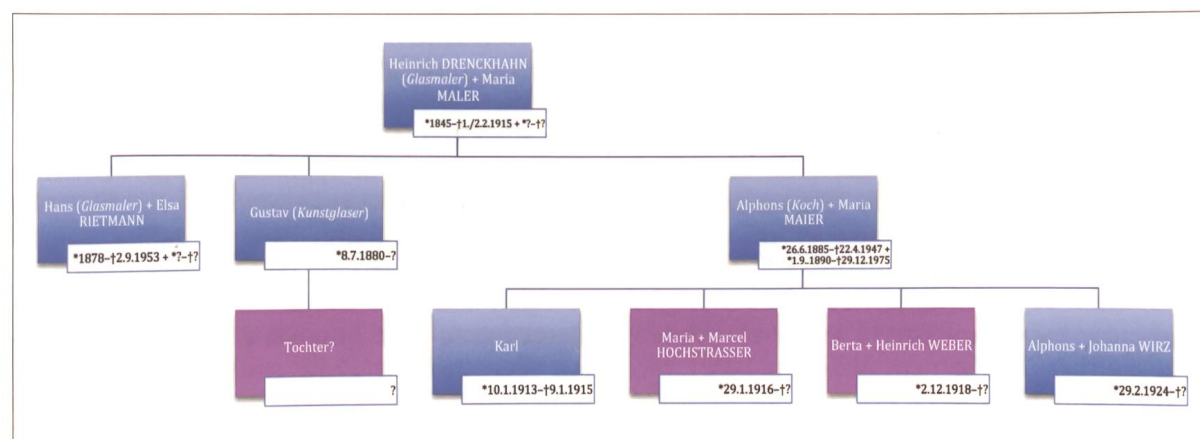 Heinrich DRENCKHAHN
(Glasmaler) + Maria
MALER
*1845–†1./2.2.1915 + *?–†?
Hans (Glasmaler) + Elsa
RIETMANN
*1878–†2.9.1953 + *?–†?
Gustav (Kunstglaser)
*8.7.1880–?
Alphons (Koch) + Maria
MAIER
*26.6.1885–†22.4.1947 +
*1.9..1890–†29.12.1975
Tochter?
?
Karl
*10.1.1913–†9.1.1915
Maria + Marcel
HOCHSTRASSER
*29.1.1916–†?
Berta + Heinrich WEBER
*2.12.1918–†?
Alphons + Johanna WIRZ
*29.2.1924–†?